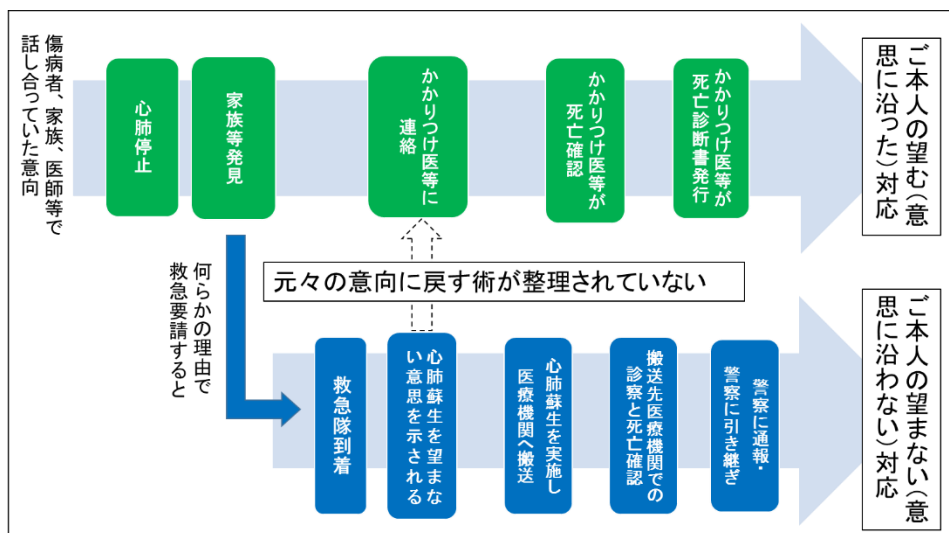 傷病者、家族、医師等で
話し合っていた意向
心肺停止
家族等発見
かかりつけ医等に
連絡
かかりつけ医等が
死亡確認
かかりつけ医等が
死亡診断書発行
ご本人の望む(意
思に沿った)対応
何らかの理由で
救急要請すると
元々の意向に戻す術が整理されていない
救急隊到着
心肺蘇生を望まな
い意思を示される
心肺蘇生を実施し
医療機関へ搬送
搬送先医療機関での
診察と死亡確認
警察に通報・
警察に引き継ぎ
ご本人の望まない(意
思に沿わない)対応